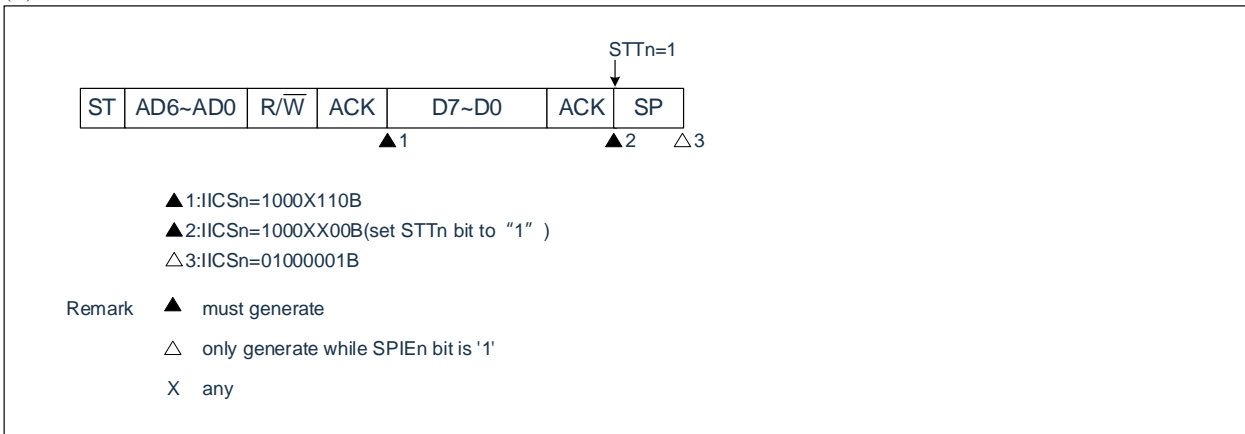 STTn=1
ST AD6~AD0 R/W ACK D7~D0 ACK SP
▲1 ▲2 △3
▲1:IICSn=1000X110B
▲2:IICSn=1000XX00B(set STTn bit to “1” )
△3:IICSn=01000001B
Remark ▲ must generate
△ only generate while SPIEn bit is '1'
X any